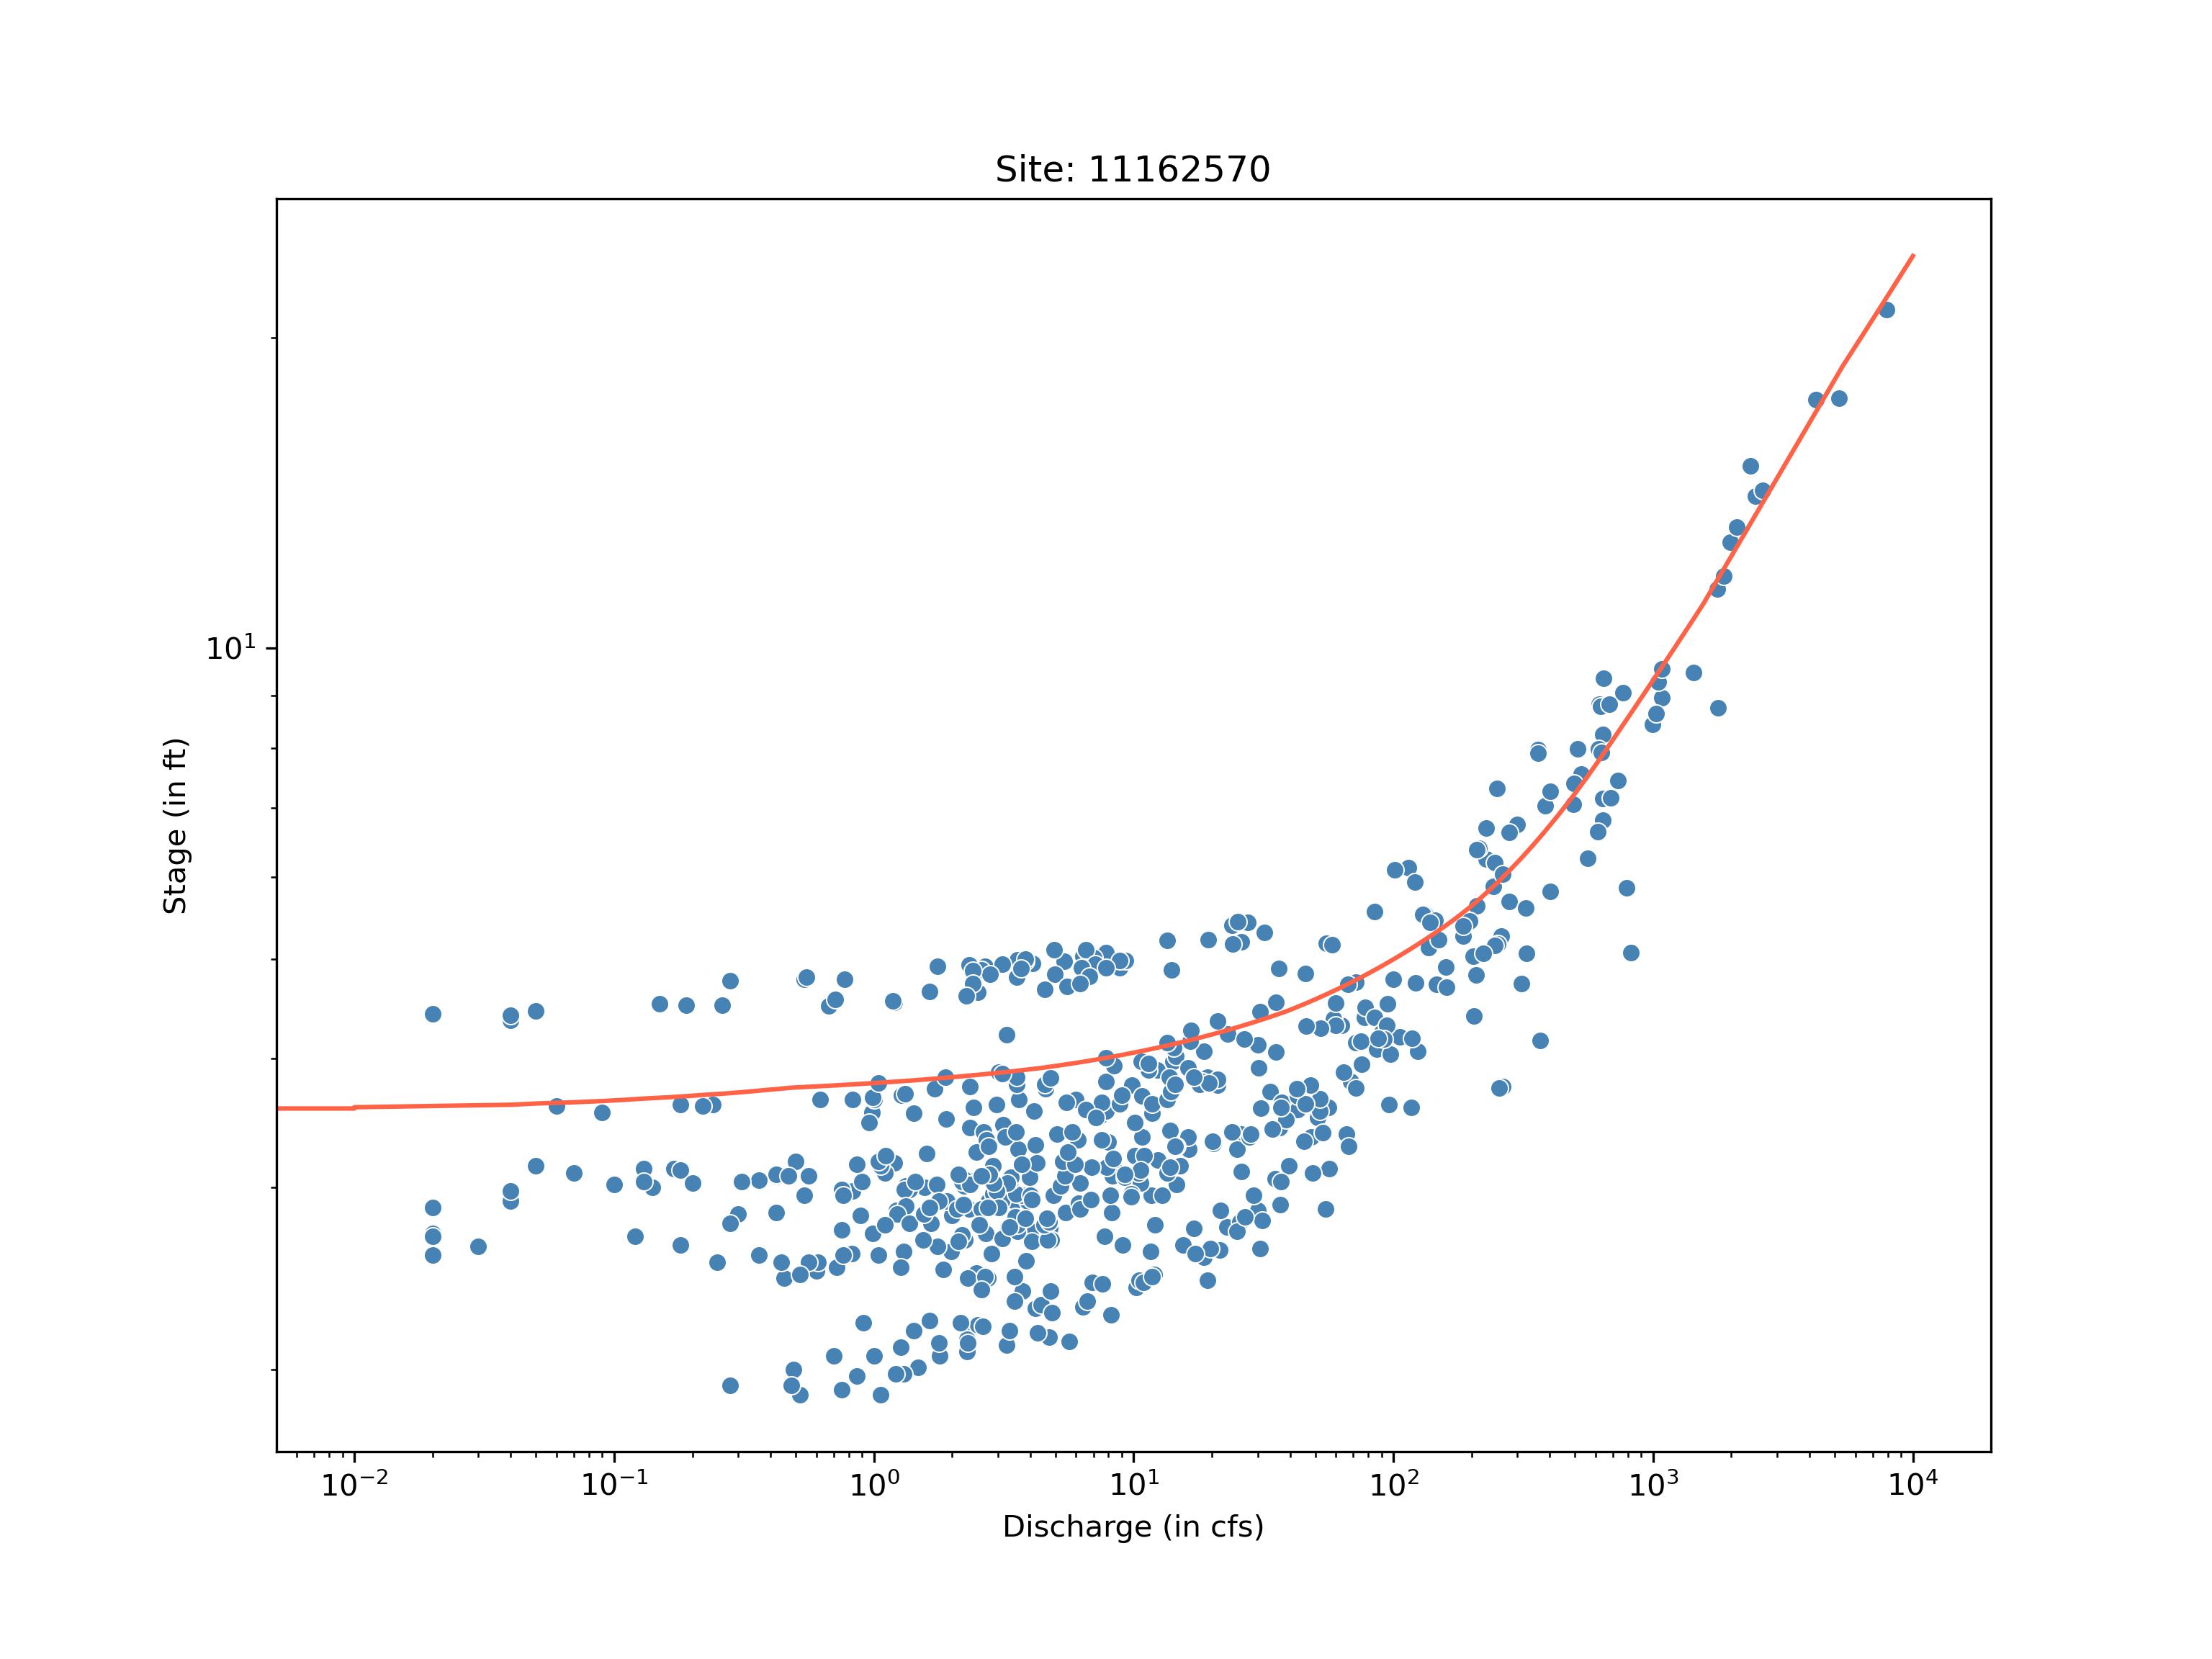 Site: 11162570
Stage (in ft)
10¹
10⁻² 10⁻¹ 10⁰ 10¹ 10² 10³ 10⁴
Discharge (in cfs)